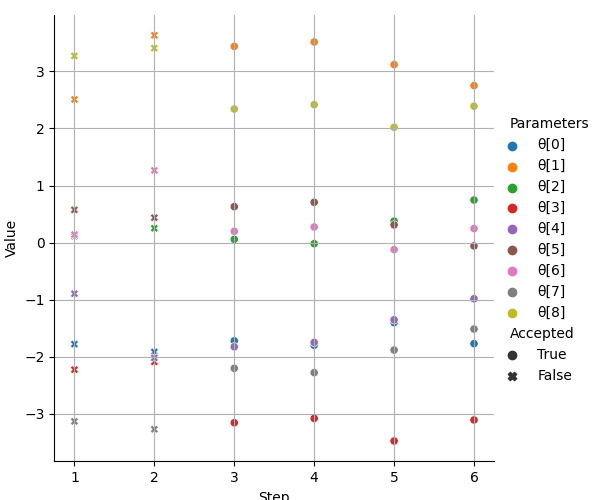 3
2
1
0
−1
−2
−3
Value
1 2 3 4 5 6
Step
Parameters
θ[0]
θ[1]
θ[2]
θ[3]
θ[4]
θ[5]
θ[6]
θ[7]
θ[8]
Accepted
True
False